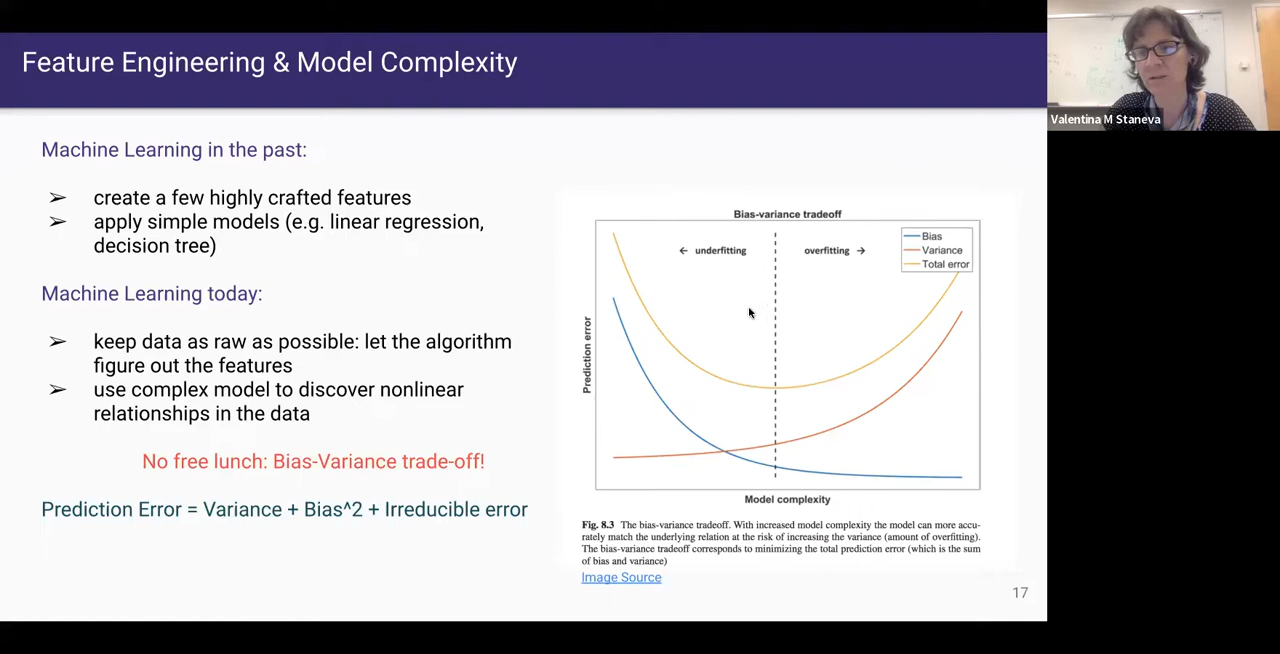 Feature Engineering & Model Complexity
Valentina M Staneva
Machine Learning in the past:
➢ create a few highly crafted features
➢ apply simple models (e.g. linear regression,
decision tree)
Machine Learning today:
➢ keep data as raw as possible: let the algorithm
figure out the features
➢ use complex model to discover nonlinear
relationships in the data
No free lunch: Bias-Variance trade-off!
Prediction Error = Variance + Bias^2 + Irreducible error
Bias-variance tradeoff
← underfitting
overfitting →
Bias
Variance
Total error
Prediction error
Model complexity
Fig. 8.3 The bias-variance tradeoff. With increased model complexity the model can more accu-
rately match the underlying relation at the risk of increasing the variance (amount of overfitting).
The bias-variance tradeoff corresponds to minimizing the total prediction error (which is the sum
of bias and variance)
Image Source
17